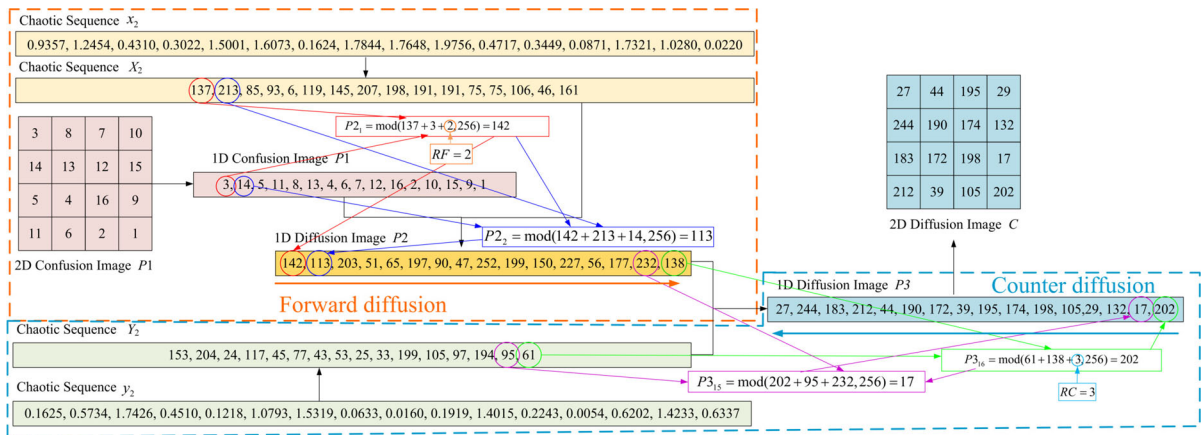 Chaotic Sequence x₂
0.9357, 1.2454, 0.4310, 0.3022, 1.5001, 1.6073, 0.1624, 1.7844, 1.7648, 1.9756, 0.4717, 0.3449, 0.0871, 1.7321, 1.0280, 0.0220
Chaotic Sequence X₂
137, 213, 85, 93, 6, 119, 145, 207, 198, 191, 191, 75, 75, 106, 46, 161
P2₁ = mod(137+3+2,256) = 142
RF = 2
3 8 7 10
14 13 12 15
5 4 16 9
11 6 2 1
2D Confusion Image P1
1D Confusion Image P1
3, 14, 5, 11, 8, 13, 4, 6, 7, 12, 16, 2, 10, 15, 9, 1
P2₂ = mod(142+213+14,256) = 113
1D Diffusion Image P2
142, 113, 203, 51, 65, 197, 90, 47, 252, 199, 150, 227, 56, 177, 232, 138
Forward diffusion
27 44 195 29
244 190 174 132
183 172 198 17
212 39 105 202
2D Diffusion Image C
1D Diffusion Image P3
Counter diffusion
27, 244, 183, 212, 44, 190, 172, 39, 195, 174, 198, 105,29, 132, 17, 202
Chaotic Sequence Y₂
153, 204, 24, 117, 45, 77, 43, 53, 25, 33, 199, 105, 97, 194, 95, 61
P3₁₆ = mod(61+138+3,256) = 202
P3₁₅ = mod(202+95+232,256) = 17
RC = 3
Chaotic Sequence y₂
0.1625, 0.5734, 1.7426, 0.4510, 0.1218, 1.0793, 1.5319, 0.0633, 0.0160, 0.1919, 1.4015, 0.2243, 0.0054, 0.6202, 1.4233, 0.6337